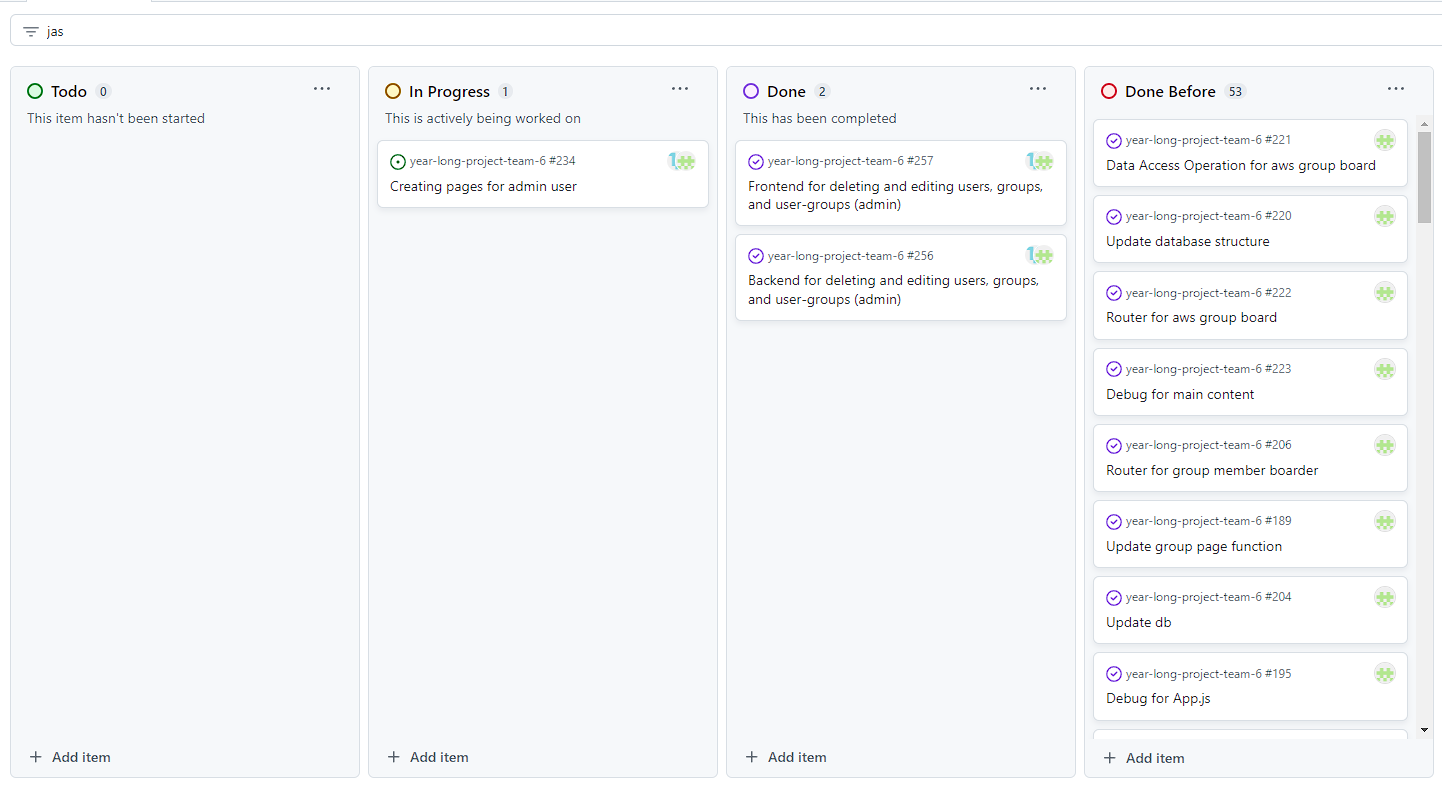 jas
Todo 0
This item hasn't been started
Add item
In Progress 1
This is actively being worked on
year-long-project-team-6 #234
Creating pages for admin user
Add item
Done 2
This has been completed
year-long-project-team-6 #257
Frontend for deleting and editing users, groups,
and user-groups (admin)
year-long-project-team-6 #256
Backend for deleting and editing users, groups,
and user-groups (admin)
Add item
Done Before 53
year-long-project-team-6 #221
Data Access Operation for aws group board
year-long-project-team-6 #220
Update database structure
year-long-project-team-6 #222
Router for aws group board
year-long-project-team-6 #223
Debug for main content
year-long-project-team-6 #206
Router for group member boarder
year-long-project-team-6 #189
Update group page function
year-long-project-team-6 #204
Update db
year-long-project-team-6 #195
Debug for App.js
Add item